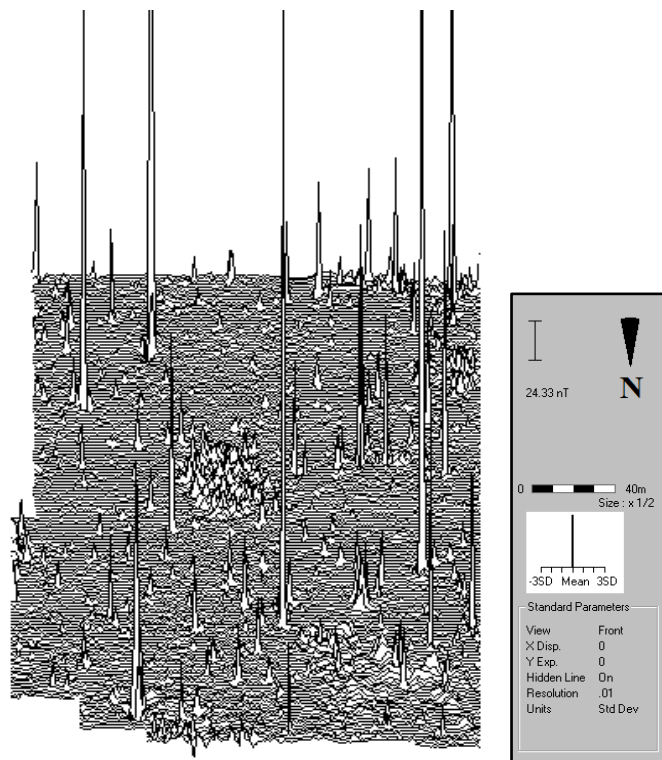 24.33 nT
N
0 40m
Size : x 1/2
-3SD Mean 3SD
Standard Parameters
View Front
X Disp. 0
Y Exp. 0
Hidden Line On
Resolution .01
Units Std Dev